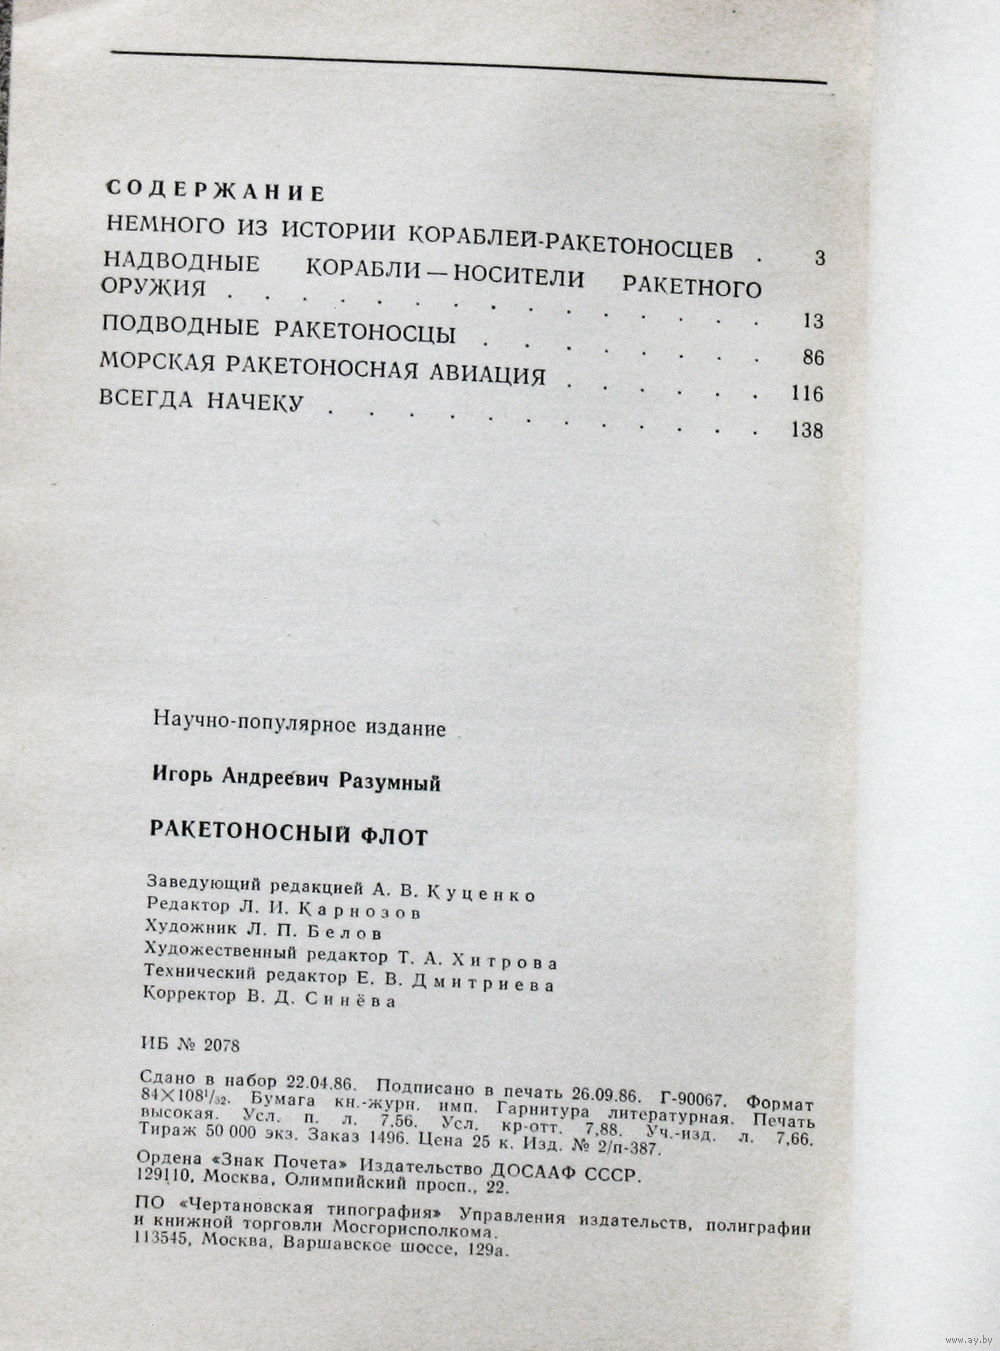 СОДЕРЖАНИЕ
НЕМНОГО ИЗ ИСТОРИИ КОРАБЛЕЙ-РАКЕТОНОСЦЕВ . 3
НАДВОДНЫЕ КОРАБЛИ — НОСИТЕЛИ РАКЕТНОГО
ОРУЖИЯ . . . . . . . . . . . . . . 13
ПОДВОДНЫЕ РАКЕТОНОСЦЫ . . . . . . . . 86
МОРСКАЯ РАКЕТОНОСНАЯ АВИАЦИЯ . . . . . . 116
ВСЕГДА НАЧЕКУ . . . . . . . . . . . . 138
Научно-популярное издание
Игорь Андреевич Разумный
РАКЕТОНОСНЫЙ ФЛОТ
Заведующий редакцией А. В. Куценко
Редактор Л. И. Карнозов
Художник Л. П. Белов
Художественный редактор Т. А. Хитрова
Технический редактор Е. В. Дмитриева
Корректор В. Д. Синёва
ИБ № 2078
Сдано в набор 22.04.86. Подписано в печать 26.09.86. Г-90067. Формат
84×108¹/₃₂. Бумага кн.-журн. имп. Гарнитура литературная. Печать
высокая. Усл. п. л. 7,56. Усл. кр-отт. 7,88. Уч.-изд. л. 7,66.
Тираж 50 000 экз. Заказ 1496. Цена 25 к. Изд. № 2/п-387.
Ордена «Знак Почета» Издательство ДОСААФ СССР.
129110, Москва, Олимпийский просп., 22.
ПО «Чертановская типография» Управления издательств, полиграфии
и книжной торговли Мосгорисполкома.
113545, Москва, Варшавское шоссе, 129а.
www.ay.by